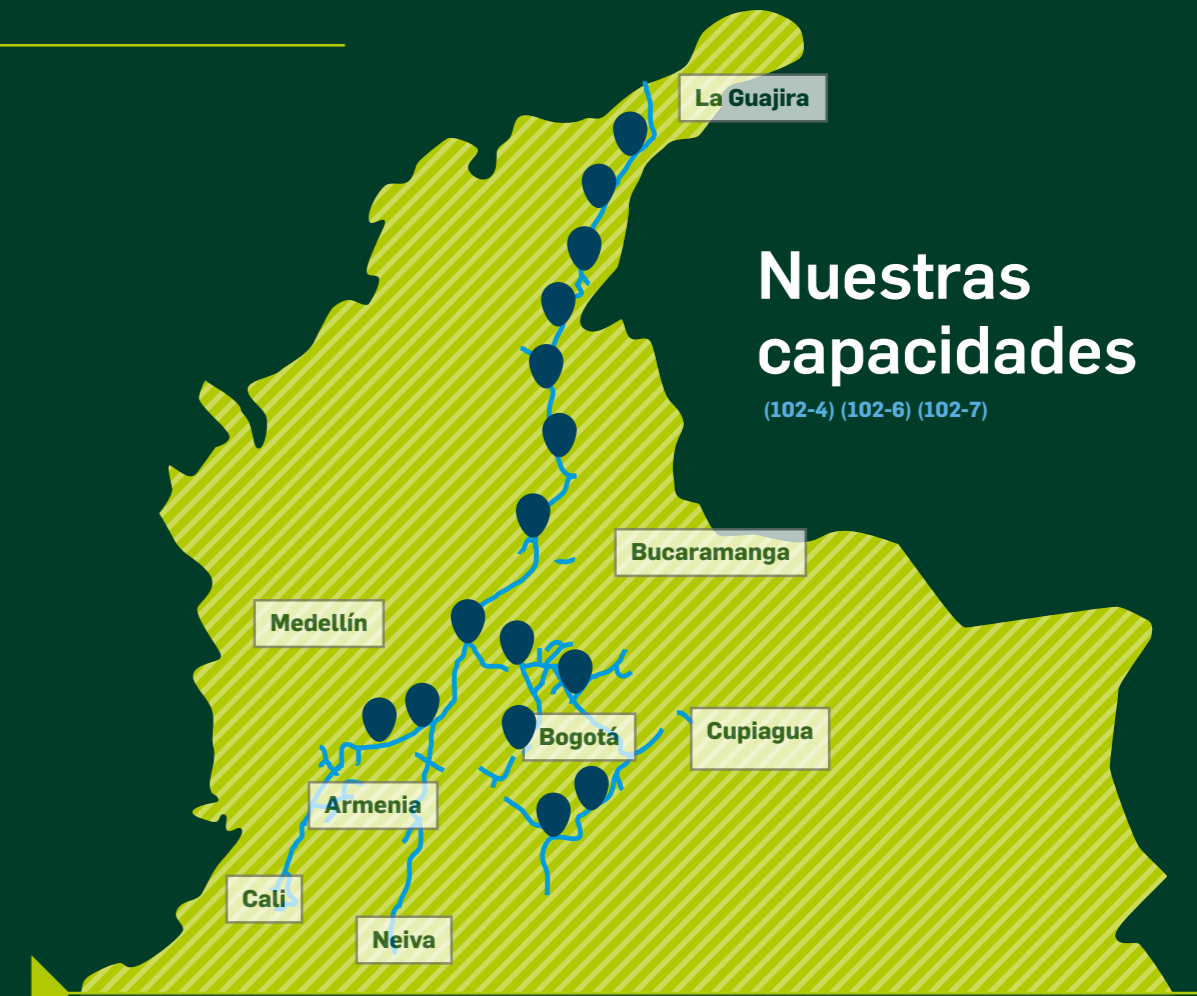 La Guajira
Nuestras
capacidades
(102-4) (102-6) (102-7)
Bucaramanga
Medellín
Bogotá
Cupiagua
Armenia
Cali
Neiva